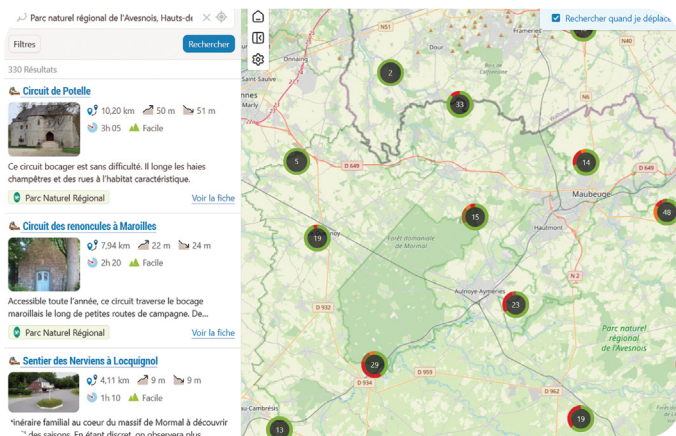 Parc naturel régional de l'Avesnois, Hauts-de
Filtres
Rechercher
330 Résultats
Circuit de Potelle
10,20 km 50 m 51 m
3h 05 Facile
Ce circuit bocager est sans difficulté. Il longe les haies
champêtres et des rues à l'habitat caractéristique.
Parc Naturel Régional
Voir la fiche
Circuit des renoncules à Maroilles
7,94 km 22 m 24 m
2h 20 Facile
Accessible toute l'année, ce circuit traverse le bocage
maroillais le long de petites routes de campagne. De...
Parc Naturel Régional
Voir la fiche
Sentier des Nerviens à Locquignol
4,11 km 9 m 9 m
1h 10 Facile
inéraire familial au coeur du massif de Mormal à découvrir
des saisons. En étant discret, on observera plus
Rechercher quand je déplace
N51
Frameries
Dour
N40
Onnaing
Bois de
Colfontaine
Saint-Saulve
nnes
Marly
2
33
N6
5
D 649
14
D 649
Maubeuge
48
15
19
noy
Forêt domaniale
de Mormal
Hautmont
N 2
Aulnoye-Aymeries
23
D 932
Parc naturel
régional
de l'Avesnois
29
D 934
D 959
D 962
au-Cambrésis
13
19